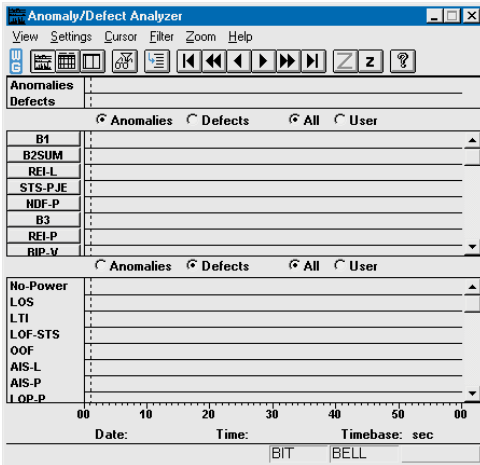 Anomaly/Defect Analyzer
View Settings Cursor Filter Zoom Help
W G Z z ?
Anomalies
Defects
Anomalies Defects All User
B1
B2SUM
REI-L
STS-PJE
NDF-P
B3
REI-P
BIP-V
Anomalies Defects All User
No-Power
LOS
LTI
LOF-STS
OOF
AIS-L
AIS-P
LOP-P
00 10 20 30 40 50 00
Date: Time: Timebase: sec
BIT BELL